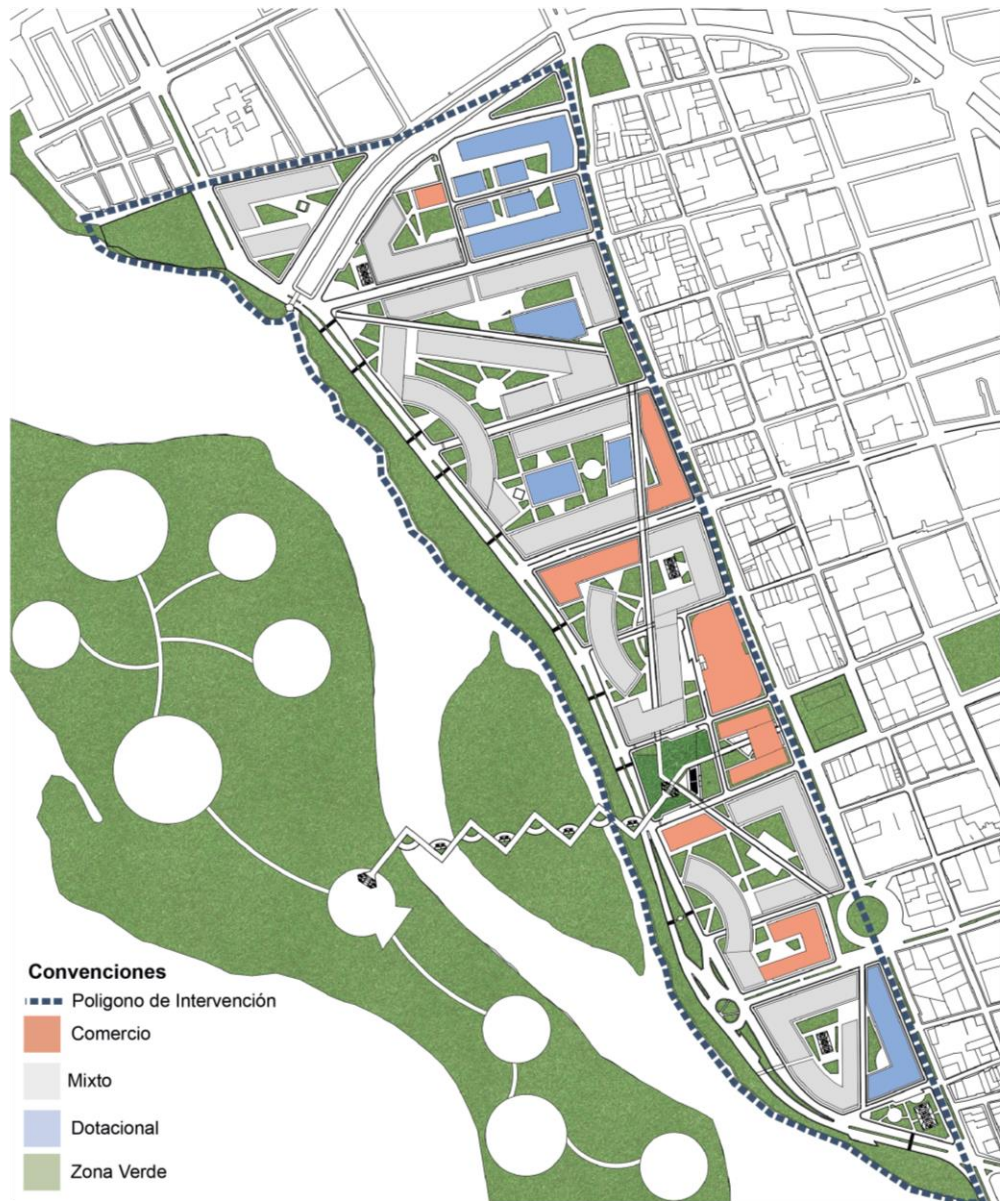 Convenciones
Poligono de Intervención
Comercio
Mixto
Dotacional
Zona Verde